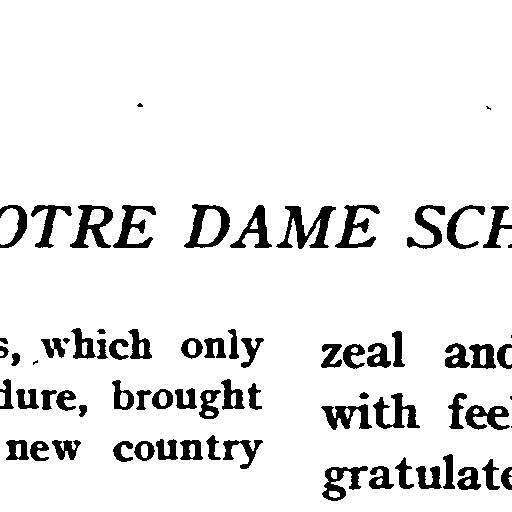 OTRE DAME SCH
s, which only
dure, brought
new country
zeal and
with feel
gratulate